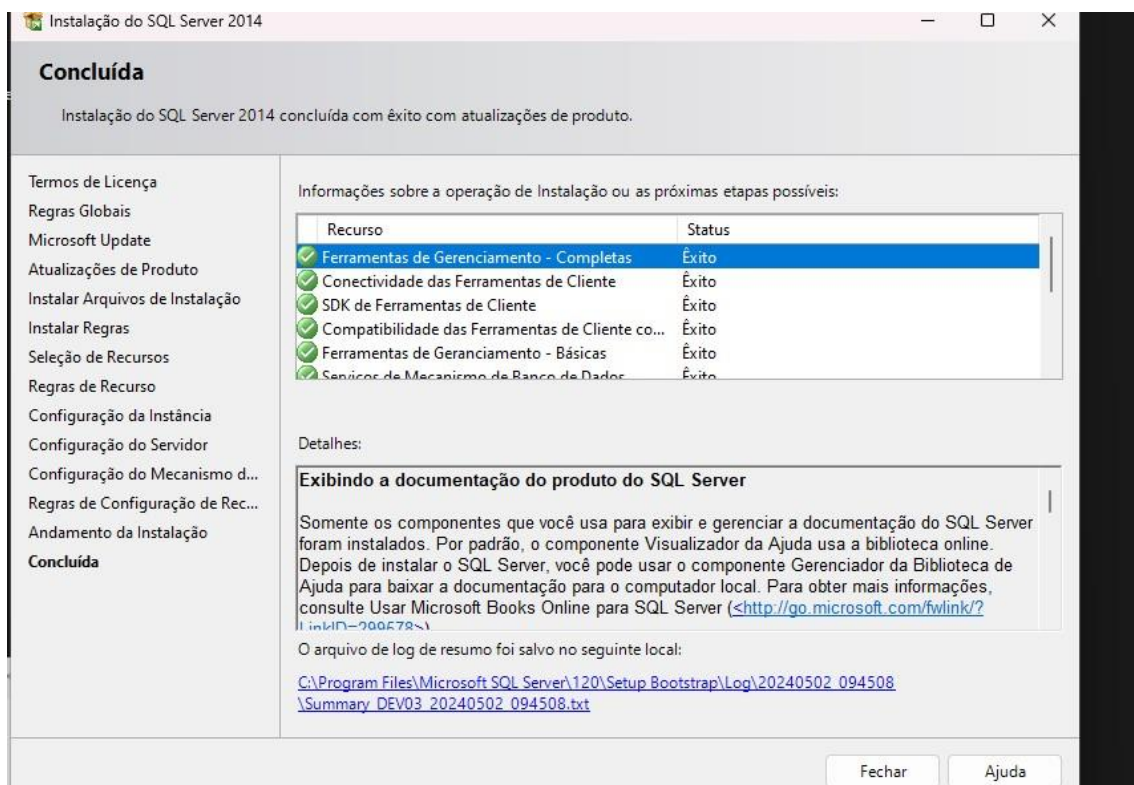 Instalação do SQL Server 2014
Concluída
Instalação do SQL Server 2014 concluída com êxito com atualizações de produto.
Termos de Licença
Regras Globais
Microsoft Update
Atualizações de Produto
Instalar Arquivos de Instalação
Instalar Regras
Seleção de Recursos
Regras de Recurso
Configuração da Instância
Configuração do Servidor
Configuração do Mecanismo d...
Regras de Configuração de Rec...
Andamento da Instalação
Concluída
Informações sobre a operação de Instalação ou as próximas etapas possíveis:
Recurso Status
Ferramentas de Gerenciamento - Completas Êxito
Conectividade das Ferramentas de Cliente Êxito
SDK de Ferramentas de Cliente Êxito
Compatibilidade das Ferramentas de Cliente co... Êxito
Ferramentas de Geranciamento - Básicas Êxito
Serviços de Mecanismo de Banco de Dados Êxito
Detalhes:
Exibindo a documentação do produto do SQL Server
Somente os componentes que você usa para exibir e gerenciar a documentação do SQL Server
foram instalados. Por padrão, o componente Visualizador da Ajuda usa a biblioteca online.
Depois de instalar o SQL Server, você pode usar o componente Gerenciador da Biblioteca de
Ajuda para baixar a documentação para o computador local. Para obter mais informações,
consulte Usar Microsoft Books Online para SQL Server (<http://go.microsoft.com/fwlink/?
LinkID=299578>)
O arquivo de log de resumo foi salvo no seguinte local:
C:\Program Files\Microsoft SQL Server\120\Setup Bootstrap\Log\20240502_094508
\Summary_DEV03_20240502_094508.txt
Fechar Ajuda